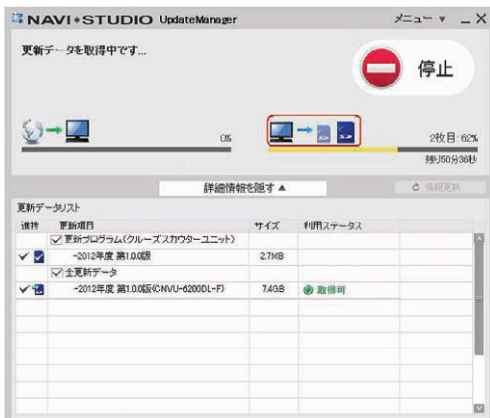 NAVI*STUDIO UpdateManager
メニュー ▼ _ X
更新データを取得中です...
停止
0%
2枚目:62%
残り50分36秒
詳細情報を隠す ▲
情報更新
更新データリスト
進捗 更新項目 サイズ 利用ステータス
更新プログラム(クルーズスカウターユニット)
-2012年度 第1.0.0版 2.7MB
全更新データ
-2012年度 第1.0.0版(CNVU-6200DL-F) 7.4GB 取得可